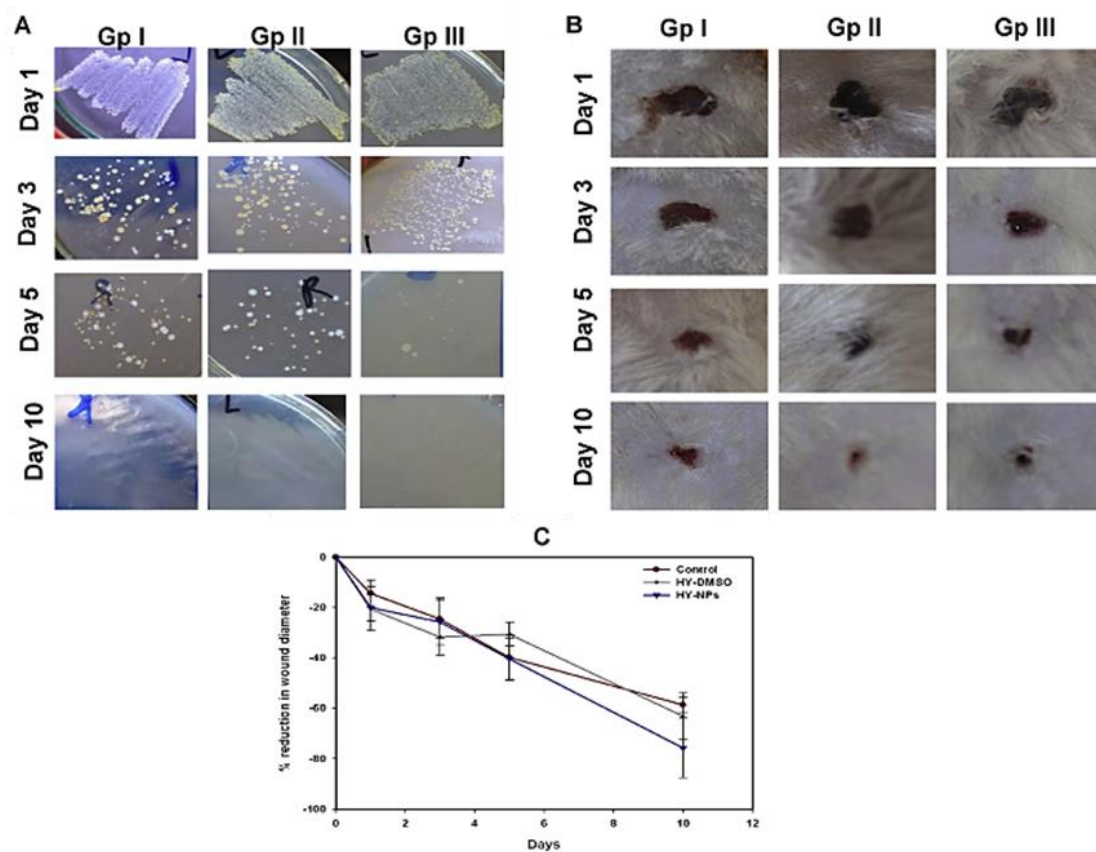 A
Gp I Gp II Gp III
Day 1
Day 3
Day 5
Day 10
B
Gp I Gp II Gp III
Day 1
Day 3
Day 5
Day 10
C
% reduction in wound diameter
0
-20
-40
-60
-80
-100
Control
HY-DMSO
HY-NPs
0 2 4 6 8 10 12
Days